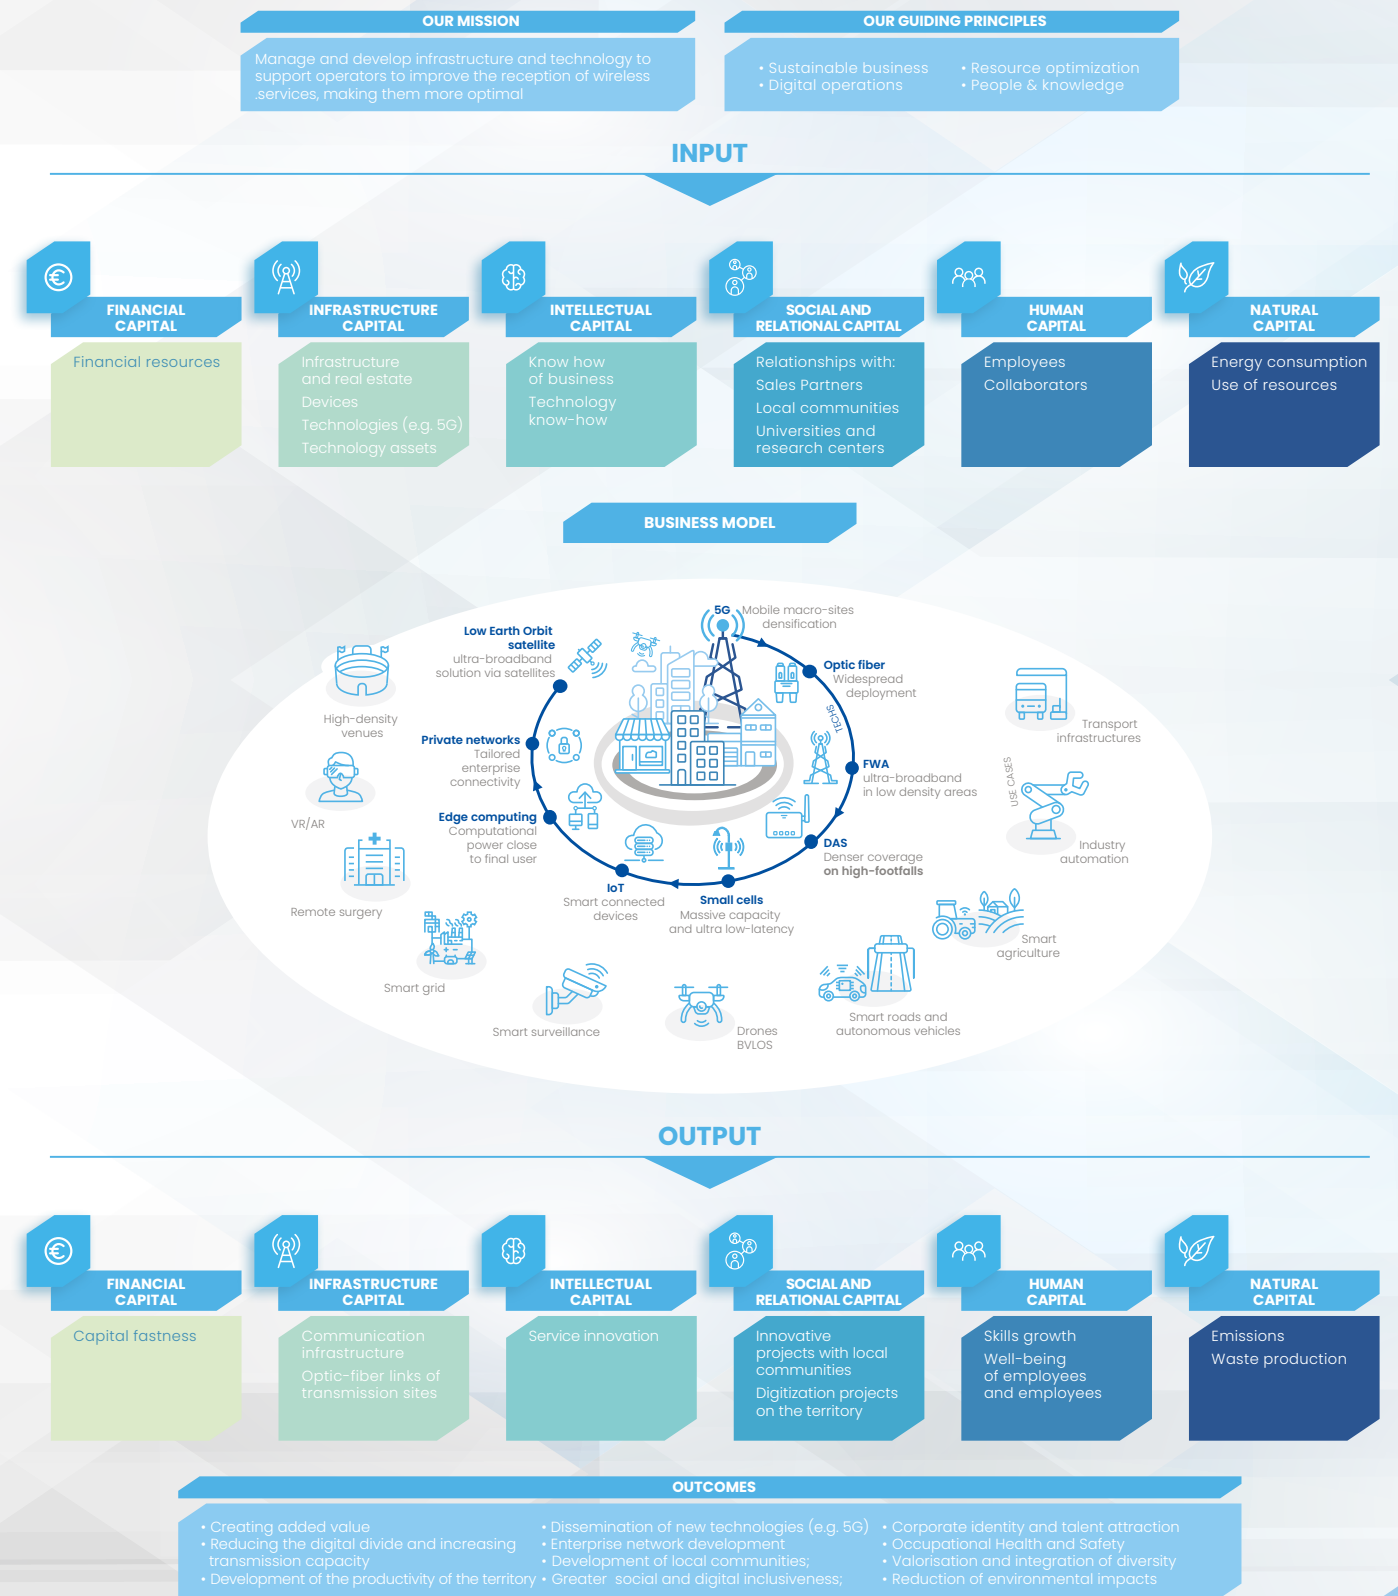 OUR MISSION
Manage and develop infrastructure and technology to
support operators to improve the reception of wireless
.services, making them more optimal
OUR GUIDING PRINCIPLES
• Sustainable business
• Digital operations
• Resource optimization
• People & knowledge
INPUT
FINANCIAL
CAPITAL
Financial resources
INFRASTRUCTURE
CAPITAL
Infrastructure
and real estate
Devices
Technologies (e.g. 5G)
Technology assets
INTELLECTUAL
CAPITAL
Know how
of business
Technology
know-how
SOCIAL AND
RELATIONAL CAPITAL
Relationships with:
Sales Partners
Local communities
Universities and
research centers
HUMAN
CAPITAL
Employees
Collaborators
NATURAL
CAPITAL
Energy consumption
Use of resources
BUSINESS MODEL
5G
Mobile macro-sites
densification
Optic fiber
Widespread
deployment
TECHS
FWA
ultra-broadband
in low density areas
DAS
Denser coverage
on high-footfalls
Small cells
Massive capacity
and ultra low-latency
IoT
Smart connected
devices
Edge computing
Computational
power close
to final user
Private networks
Tailored
enterprise
connectivity
Low Earth Orbit
satellite
ultra-broadband
solution via satellites
USE CASES
Transport
infrastructures
Industry
automation
Smart
agriculture
Smart roads and
autonomous vehicles
Drones
BVLOS
Smart surveillance
Smart grid
Remote surgery
VR/AR
High-density
venues
OUTPUT
FINANCIAL
CAPITAL
Capital fastness
INFRASTRUCTURE
CAPITAL
Communication
infrastructure
Optic-fiber links of
transmission sites
INTELLECTUAL
CAPITAL
Service innovation
SOCIAL AND
RELATIONAL CAPITAL
Innovative
projects with local
communities
Digitization projects
on the territory
HUMAN
CAPITAL
Skills growth
Well-being
of employees
and employees
NATURAL
CAPITAL
Emissions
Waste production
OUTCOMES
• Creating added value
• Reducing the digital divide and increasing
transmission capacity
• Development of the productivity of the territory
• Dissemination of new technologies (e.g. 5G)
• Enterprise network development
• Development of local communities;
• Greater social and digital inclusiveness;
• Corporate identity and talent attraction
• Occupational Health and Safety
• Valorisation and integration of diversity
• Reduction of environmental impacts